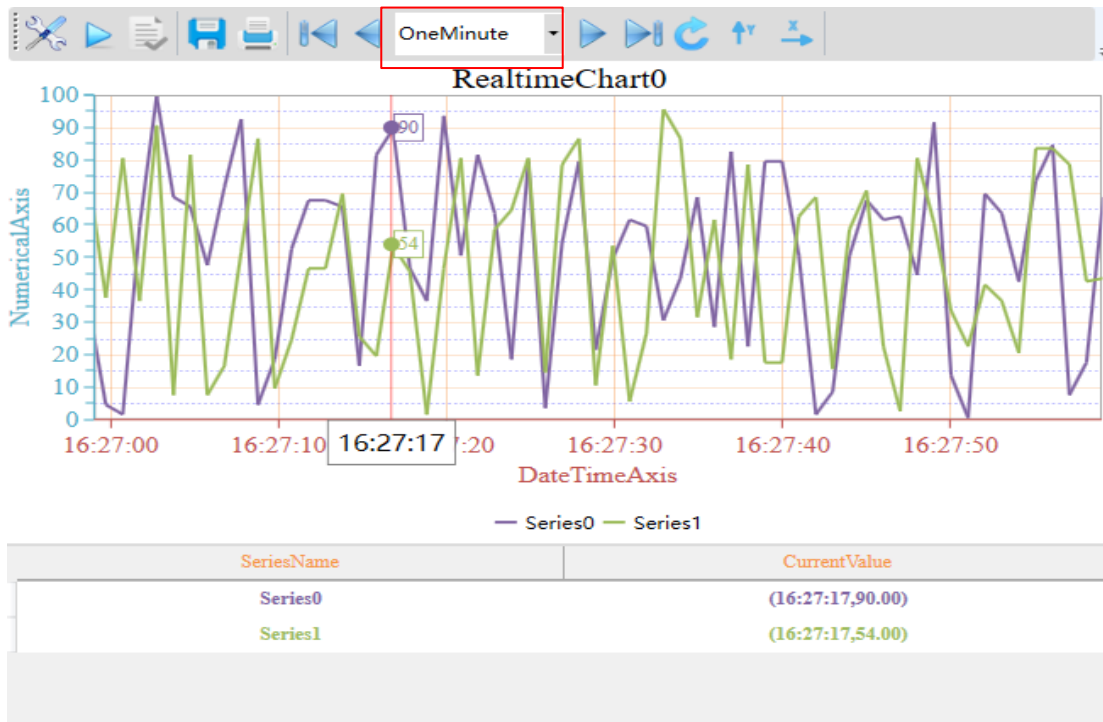 OneMinute
Y
X
RealtimeChart0
100
90
80
70
60
50
40
30
20
10
0
NumericalAxis
90
54
16:27:00 16:27:10 16:27:17 :20 16:27:30 16:27:40 16:27:50
DateTimeAxis
Series0 Series1
SeriesName CurrentValue
Series0 (16:27:17,90.00)
Series1 (16:27:17,54.00)